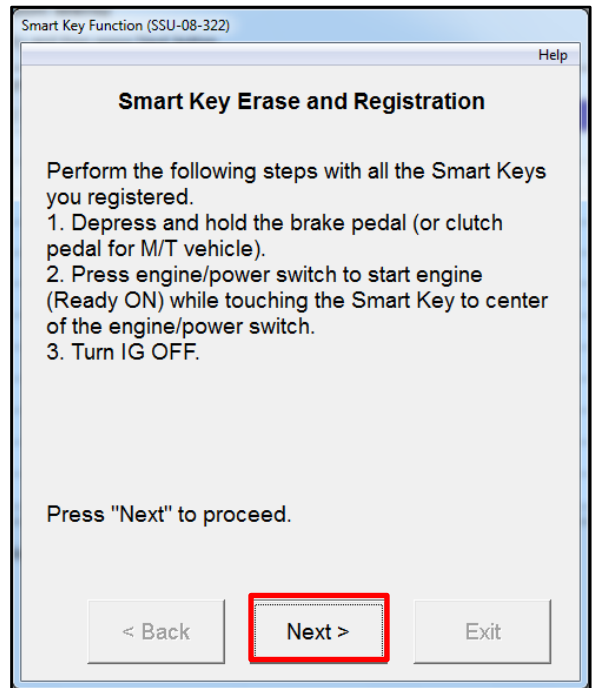 Smart Key Function (SSU-08-322)
Help
Smart Key Erase and Registration
Perform the following steps with all the Smart Keys
you registered.
1. Depress and hold the brake pedal (or clutch
pedal for M/T vehicle).
2. Press engine/power switch to start engine
(Ready ON) while touching the Smart Key to center
of the engine/power switch.
3. Turn IG OFF.
Press "Next" to proceed.
< Back
Next >
Exit